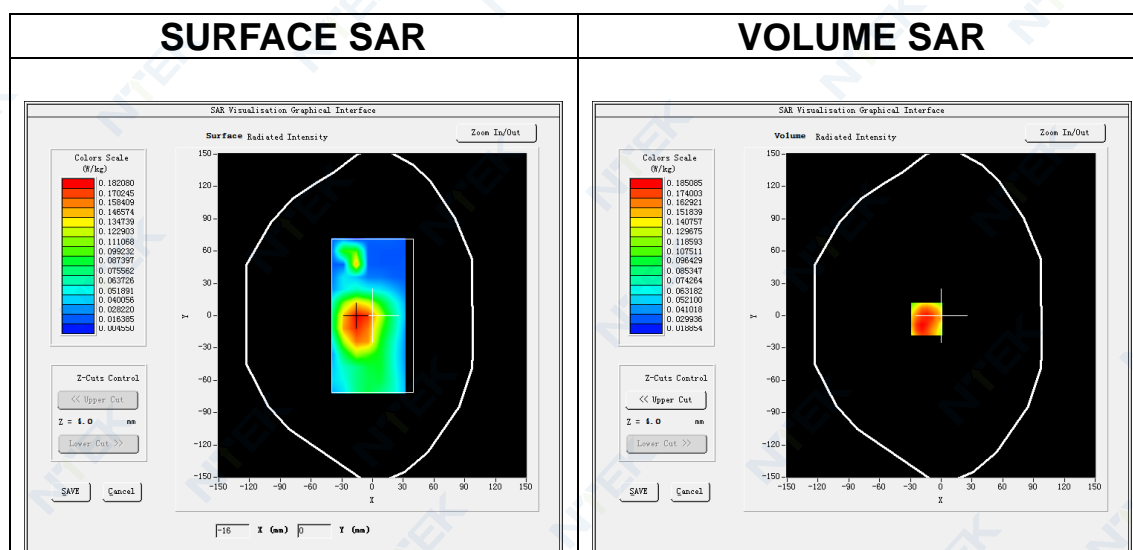 SURFACE SAR
VOLUME SAR
SAR Visualisation Graphical Interface
Surface Radiated Intensity
Zoom In/Out
Colors Scale
(W/kg)
0.182080
0.170245
0.158409
0.146574
0.134739
0.122903
0.111068
0.099232
0.087397
0.075562
0.063726
0.051891
0.040056
0.028220
0.016385
0.004550
Z-Cuts Control
<< Upper Cut
Z = 4.0 mm
Lower Cut >>
SAVE
Cancel
150
120
90
60
30
0
-30
-60
-90
-120
-150
Y
-150 -120 -90 -60 -30 0 30 60 90 120 150
X
-16 X (mm) 0 Y (mm)
SAR Visualisation Graphical Interface
Volume Radiated Intensity
Zoom In/Out
Colors Scale
(W/kg)
0.185085
0.174003
0.162921
0.151839
0.140757
0.129675
0.118593
0.107511
0.096429
0.085347
0.074264
0.063182
0.052100
0.041018
0.029936
0.018854
Z-Cuts Control
<< Upper Cut
Z = 4.0 mm
Lower Cut >>
SAVE
Cancel
150
120
90
60
30
0
-30
-60
-90
-120
-150
Y
-150 -120 -90 -60 -30 0 30 60 90 120 150
X
NTEK